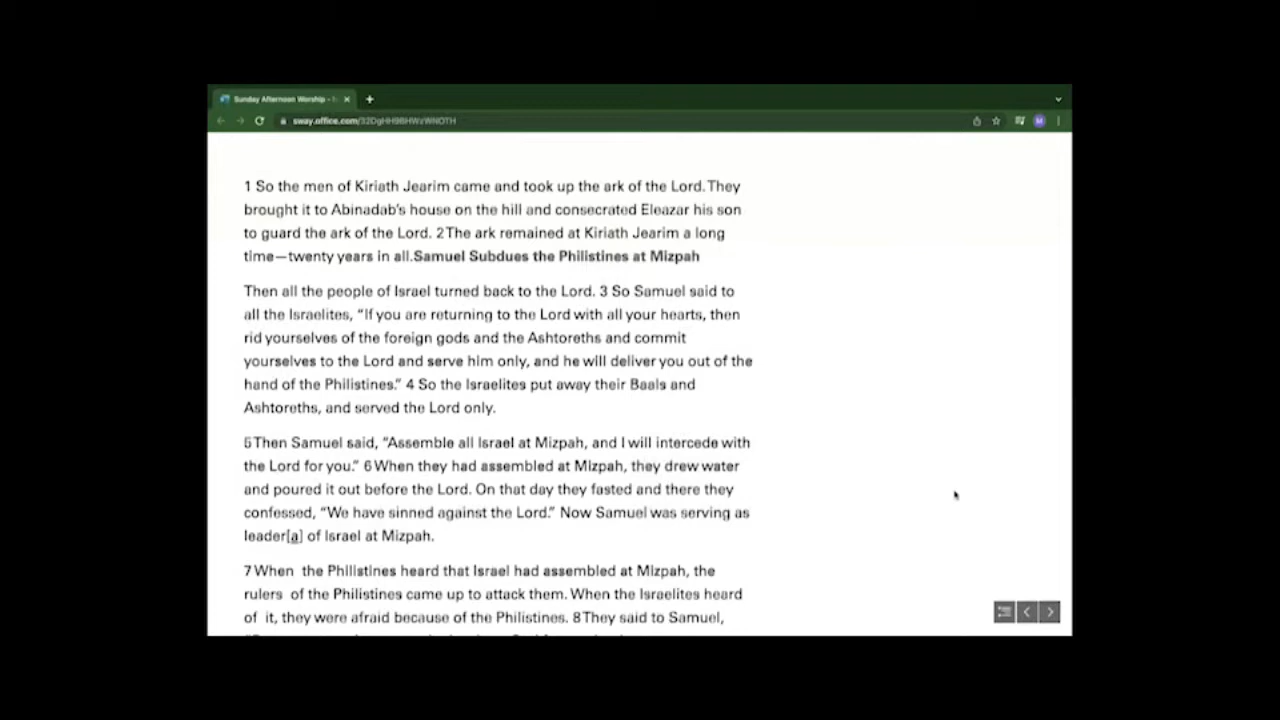 Sunday Afternoon Worship -
sway.office.com/
1 So the men of Kiriath Jearim came and took up the ark of the Lord. They
brought it to Abinadab's house on the hill and consecrated Eleazar his son
to guard the ark of the Lord. 2 The ark remained at Kiriath Jearim a long
time—twenty years in all.Samuel Subdues the Philistines at Mizpah
Then all the people of Israel turned back to the Lord. 3 So Samuel said to
all the Israelites, “If you are returning to the Lord with all your hearts, then
rid yourselves of the foreign gods and the Ashtoreths and commit
yourselves to the Lord and serve him only, and he will deliver you out of the
hand of the Philistines.” 4 So the Israelites put away their Baals and
Ashtoreths, and served the Lord only.
5 Then Samuel said, “Assemble all Israel at Mizpah, and I will intercede with
the Lord for you.” 6 When they had assembled at Mizpah, they drew water
and poured it out before the Lord. On that day they fasted and there they
confessed, “We have sinned against the Lord.” Now Samuel was serving as
leader[a] of Israel at Mizpah.
7 When the Philistines heard that Israel had assembled at Mizpah, the
rulers of the Philistines came up to attack them. When the Israelites heard
of it, they were afraid because of the Philistines. 8 They said to Samuel,